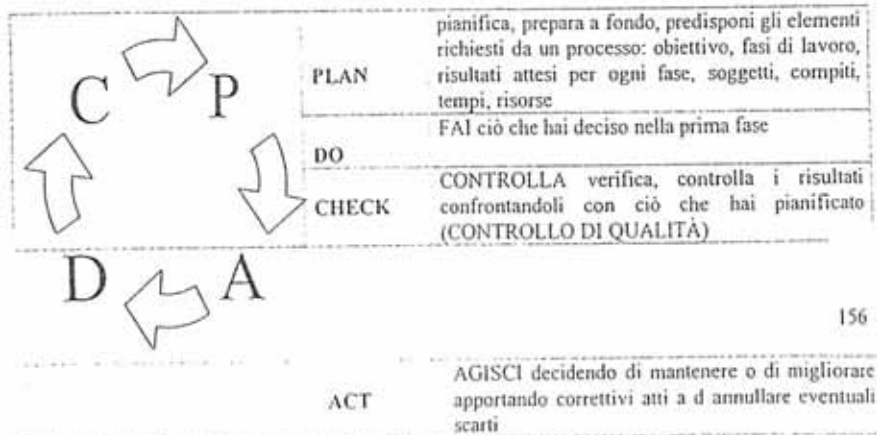 C P
D A
PLAN
pianifica, prepara a fondo, predisponi gli elementi
richiesti da un processo: obiettivo, fasi di lavoro,
risultati attesi per ogni fase, soggetti, compiti,
tempi, risorse
DO
FAI ciò che hai deciso nella prima fase
CHECK
CONTROLLA verifica, controlla i risultati
confrontandoli con ciò che hai pianificato
(CONTROLLO DI QUALITÀ)
156
ACT
AGISCI decidendo di mantenere o di migliorare
apportando correttivi atti a d annullare eventuali
scarti